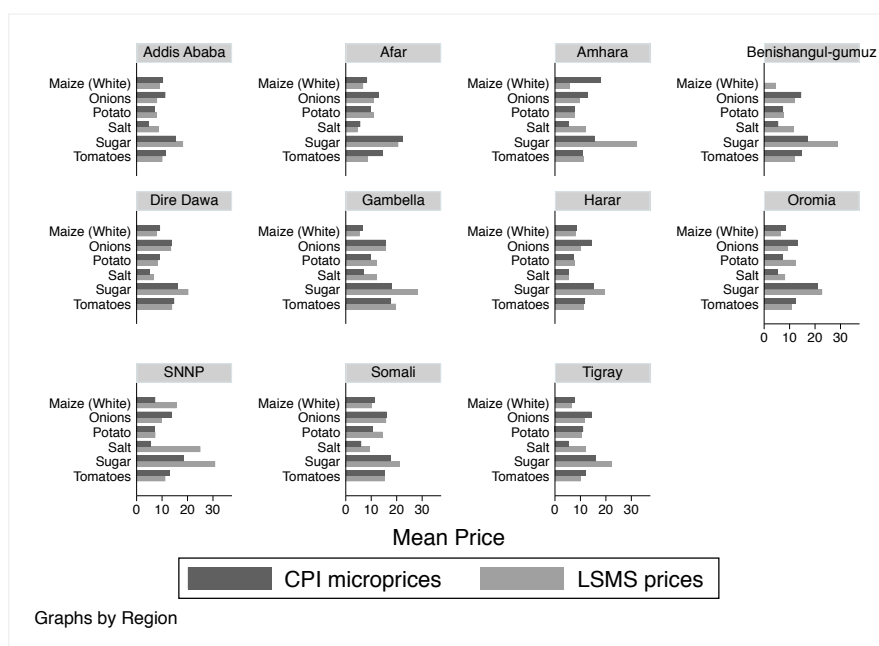 Addis Ababa
Afar
Amhara
Benishangul-gumuz
Maize (White)
Onions
Potato
Salt
Sugar
Tomatoes
Maize (White)
Onions
Potato
Salt
Sugar
Tomatoes
Maize (White)
Onions
Potato
Salt
Sugar
Tomatoes
Maize (White)
Onions
Potato
Salt
Sugar
Tomatoes
Dire Dawa
Gambella
Harar
Oromia
Maize (White)
Onions
Potato
Salt
Sugar
Tomatoes
Maize (White)
Onions
Potato
Salt
Sugar
Tomatoes
Maize (White)
Onions
Potato
Salt
Sugar
Tomatoes
Maize (White)
Onions
Potato
Salt
Sugar
Tomatoes
0 10 20 30
SNNP
Somali
Tigray
Maize (White)
Onions
Potato
Salt
Sugar
Tomatoes
0 10 20 30
Maize (White)
Onions
Potato
Salt
Sugar
Tomatoes
0 10 20 30
Maize (White)
Onions
Potato
Salt
Sugar
Tomatoes
0 10 20 30
Mean Price
CPI microprices
LSMS prices
Graphs by Region